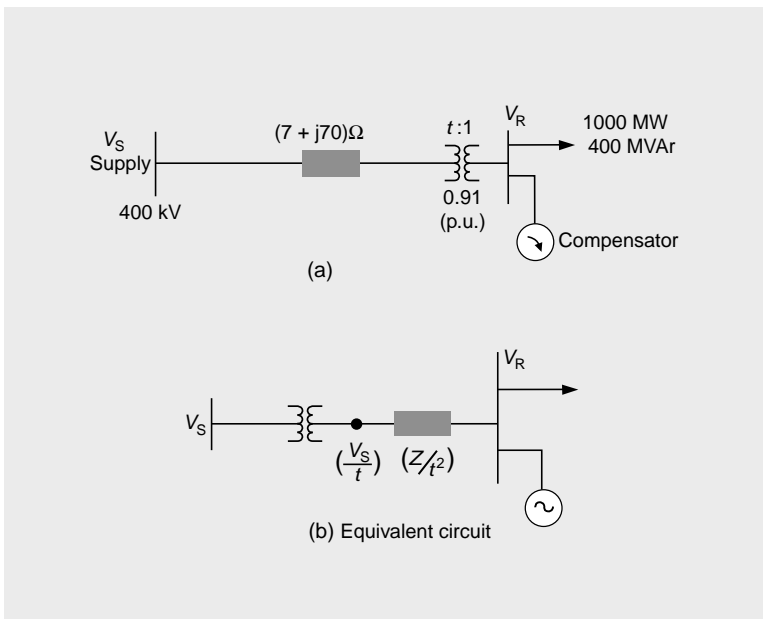 V_S
Supply
400 kV
(7 + j70)Ω
t:1
0.91
(p.u.)
V_R
1000 MW
400 MVAr
Compensator
(a)
V_S
(V_S/t)
(Z/t²)
V_R
(b) Equivalent circuit